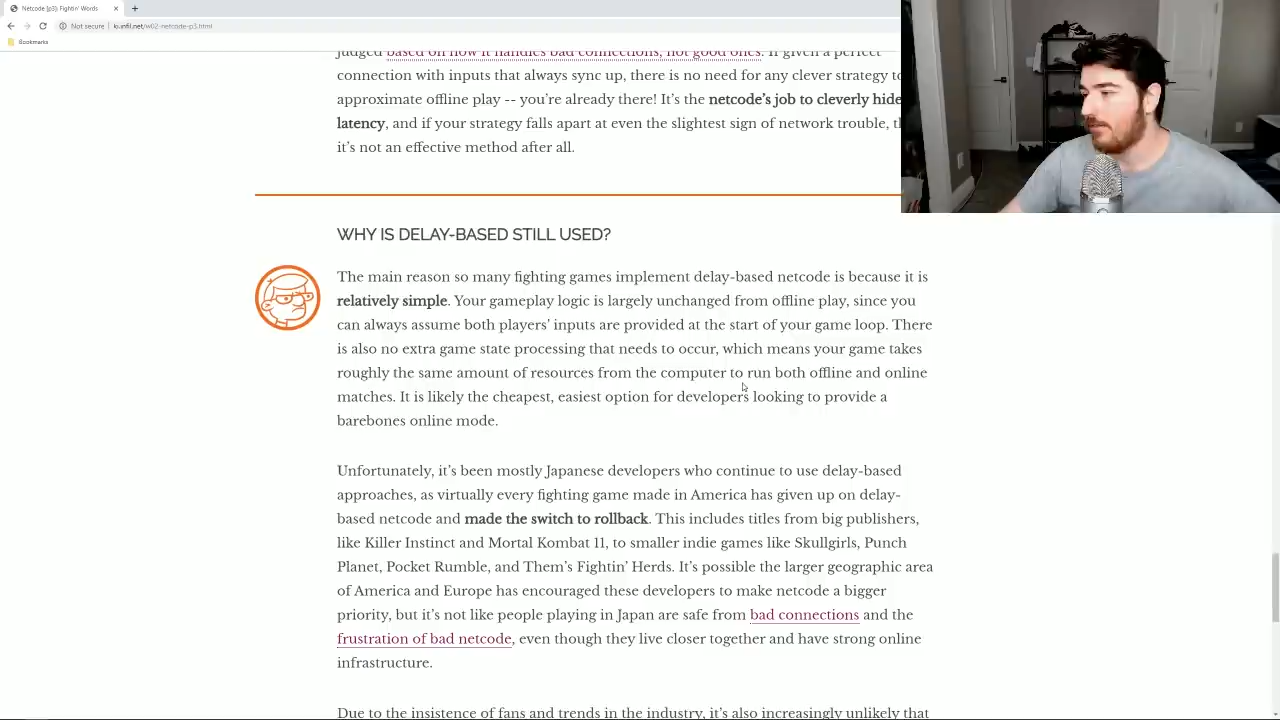 Netcode [p3]: Fightin' Words
Not secure
ki.infil.net/w02-netcode-p3.html
Bookmarks
judged based on how it handles bad connections, not good ones. If given a perfect
connection with inputs that always sync up, there is no need for any clever strategy to
approximate offline play -- you're already there! It's the netcode's job to cleverly hide
latency, and if your strategy falls apart at even the slightest sign of network trouble,
it's not an effective method after all.
WHY IS DELAY-BASED STILL USED?
The main reason so many fighting games implement delay-based netcode is because it is
relatively simple. Your gameplay logic is largely unchanged from offline play, since you
can always assume both players' inputs are provided at the start of your game loop. There
is also no extra game state processing that needs to occur, which means your game takes
roughly the same amount of resources from the computer to run both offline and online
matches. It is likely the cheapest, easiest option for developers looking to provide a
barebones online mode.
Unfortunately, it's been mostly Japanese developers who continue to use delay-based
approaches, as virtually every fighting game made in America has given up on delay-
based netcode and made the switch to rollback. This includes titles from big publishers,
like Killer Instinct and Mortal Kombat 11, to smaller indie games like Skullgirls, Punch
Planet, Pocket Rumble, and Them's Fightin' Herds. It's possible the larger geographic area
of America and Europe has encouraged these developers to make netcode a bigger
priority, but it's not like people playing in Japan are safe from bad connections and the
frustration of bad netcode, even though they live closer together and have strong online
infrastructure.
Due to the insistence of fans and trends in the industry, it's also increasingly unlikely that